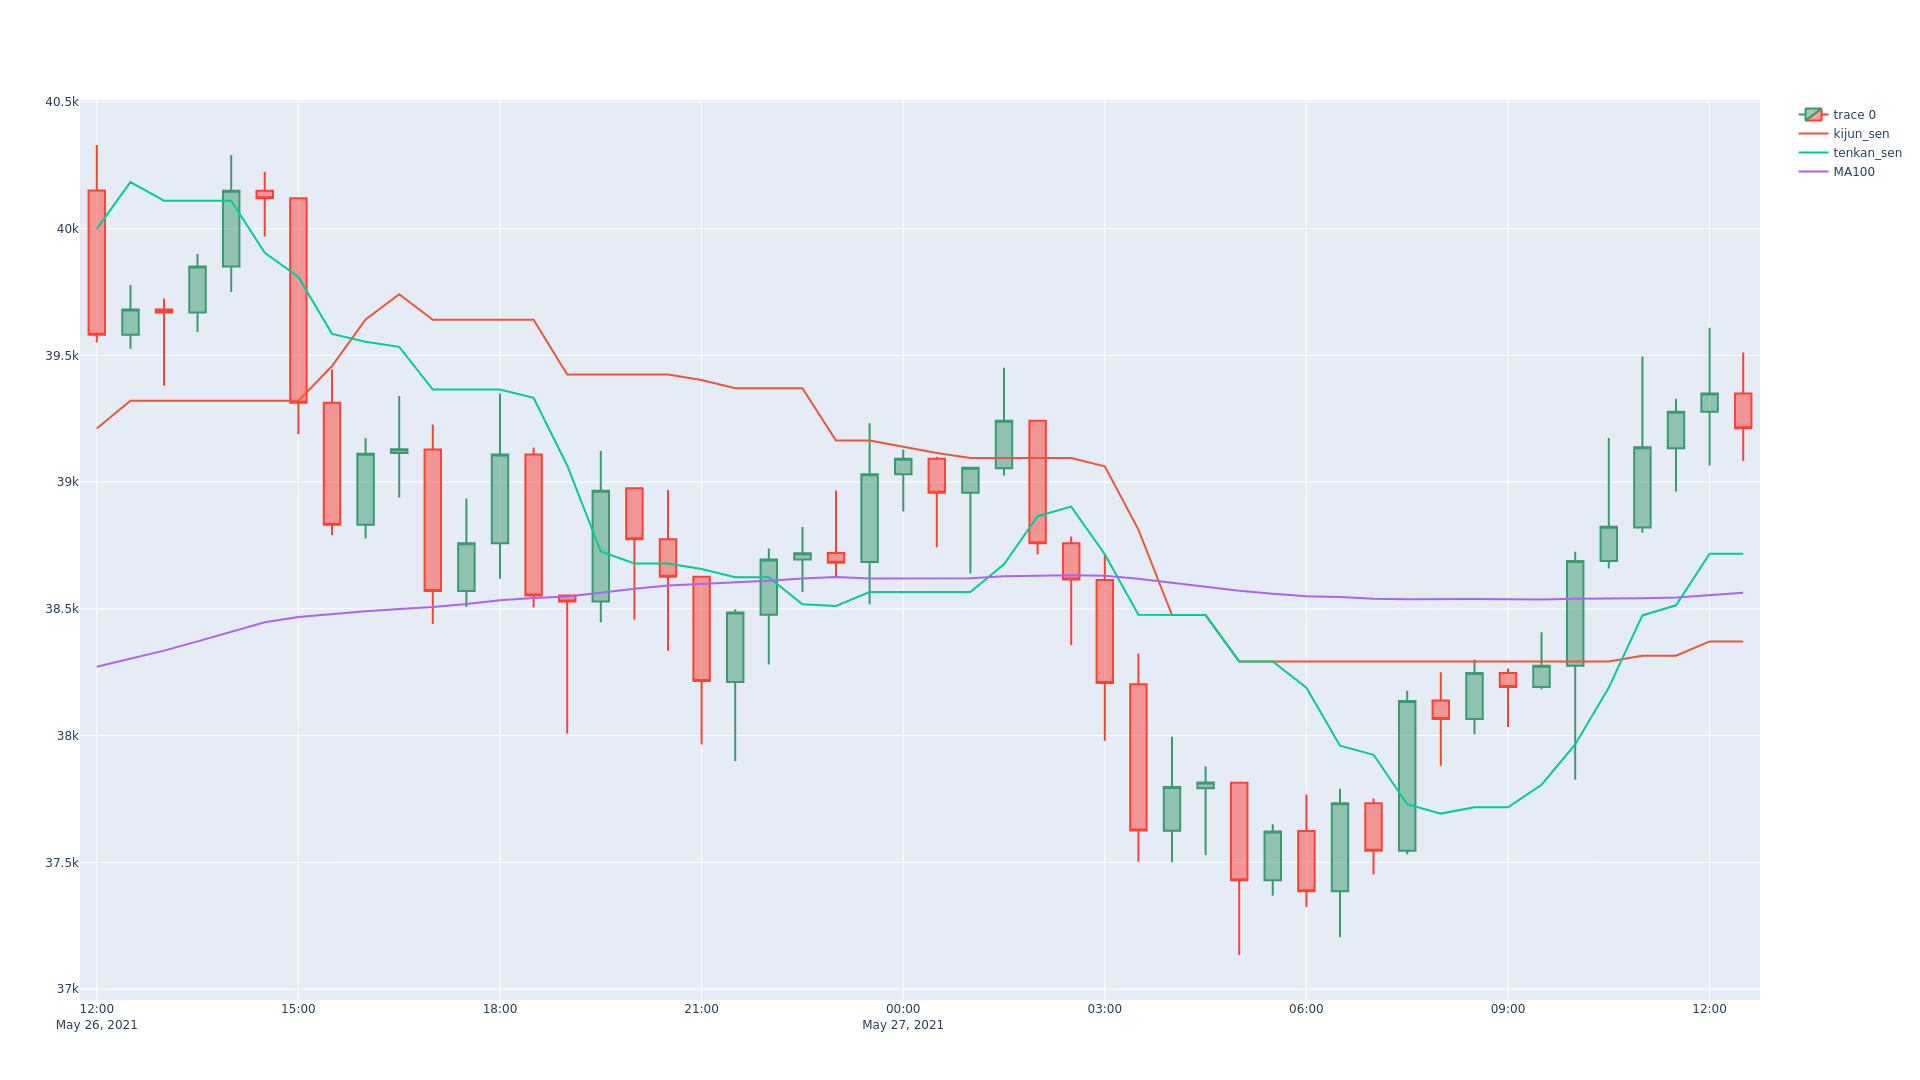 40.5k
40k
39.5k
39k
38.5k
38k
37.5k
37k
12:00
May 26, 2021
15:00
18:00
21:00
00:00
May 27, 2021
03:00
06:00
09:00
12:00
trace 0
kijun_sen
tenkan_sen
MA100